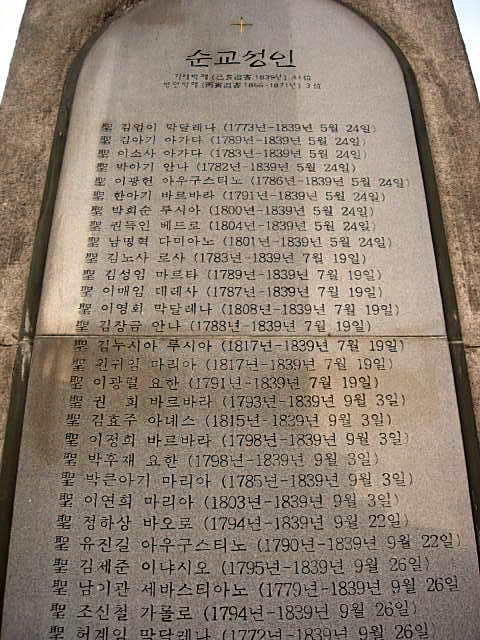 순교성인
기해박해 (己亥迫害 1839년) 41位
병인박해 (丙寅迫害 1866-1871년) 3位
聖 김업이 막달레나 (1773년-1839년 5월 24일)
聖 김아기 아가다 (1789년-1839년 5월 24일)
聖 이소사 아가다 (1783년-1839년 5월 24일)
聖 박아기 안나 (1782년-1839년 5월 24일)
聖 이광헌 아우구스티노 (1786년-1839년 5월 24일)
聖 한아기 바르바라 (1791년-1839년 5월 24일)
聖 박희순 루시아 (1800년-1839년 5월 24일)
聖 권득인 베드로 (1804년-1839년 5월 24일)
聖 남명혁 다미아노 (1801년-1839년 5월 24일)
聖 김노사 로사 (1783년-1839년 7월 19일)
聖 김성임 마르타 (1789년-1839년 7월 19일)
聖 이매임 데레사 (1787년-1839년 7월 19일)
聖 이영희 막달레나 (1808년-1839년 7월 19일)
聖 김장금 안나 (1788년-1839년 7월 19일)
聖 김누시아 루시아 (1817년-1839년 7월 19일)
聖 원귀임 마리아 (1817년-1839년 7월 19일)
聖 이광렬 요한 (1791년-1839년 7월 19일)
聖 권 희 바르바라 (1793년-1839년 9월 3일)
聖 김효주 아녜스 (1815년-1839년 9월 3일)
聖 이정희 바르바라 (1798년-1839년 9월 3일)
聖 박후재 요한 (1798년-1839년 9월 3일)
聖 박큰아기 마리아 (1785년-1839년 9월 3일)
聖 이연희 마리아 (1803년-1839년 9월 3일)
聖 정하상 바오로 (1794년-1839년 9월 22일)
聖 유진길 아우구스티노 (1790년-1839년 9월 22일)
聖 김제준 이냐시오 (1795년-1839년 9월 26일)
聖 남기관 세바스티아노 (1779년-1839년 9월 26일
聖 조신철 가롤로 (1794년-1839년 9월 26일)
聖 허계임 막달레나 (1772년-1839년 9월 26일)